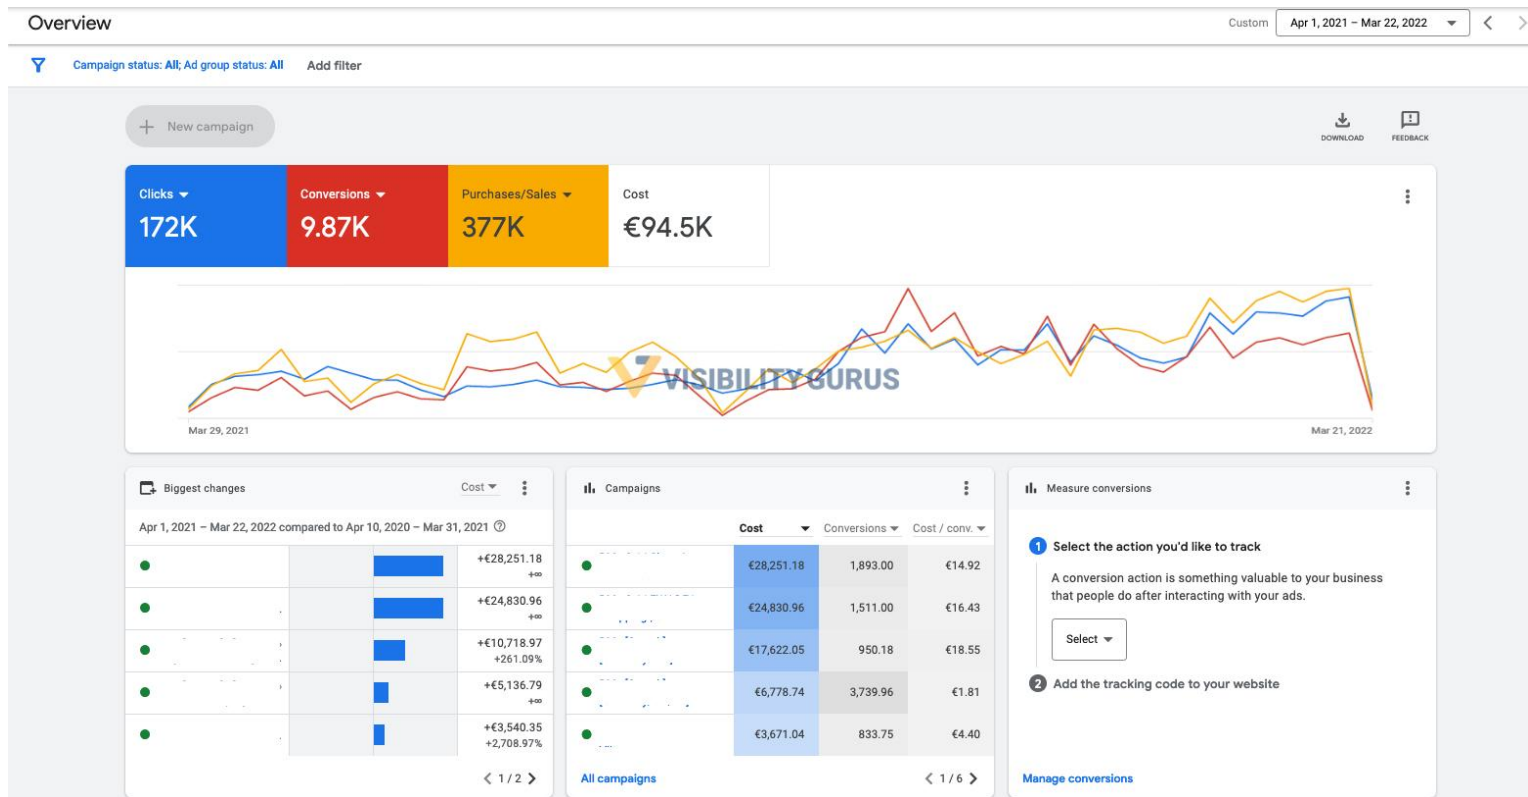 Overview
Custom
Apr 1, 2021 – Mar 22, 2022
Campaign status: All; Ad group status: All
Add filter
New campaign
DOWNLOAD
FEEDBACK
Clicks
172K
Conversions
9.87K
Purchases/Sales
377K
Cost
€94.5K
VISIBILITY GURUS
Mar 29, 2021
Mar 21, 2022
Biggest changes
Cost
Apr 1, 2021 – Mar 22, 2022 compared to Apr 10, 2020 – Mar 31, 2021
+€28,251.18
+∞
+€24,830.96
+∞
+€10,718.97
+261.09%
+€5,136.79
+∞
+€3,540.35
+2,708.97%
1 / 2
Campaigns
Cost Conversions Cost / conv.
€28,251.18 1,893.00 €14.92
€24,830.96 1,511.00 €16.43
€17,622.05 950.18 €18.55
€6,778.74 3,739.96 €1.81
€3,671.04 833.75 €4.40
All campaigns
1 / 6
Measure conversions
1 Select the action you'd like to track
A conversion action is something valuable to your business
that people do after interacting with your ads.
Select
2 Add the tracking code to your website
Manage conversions